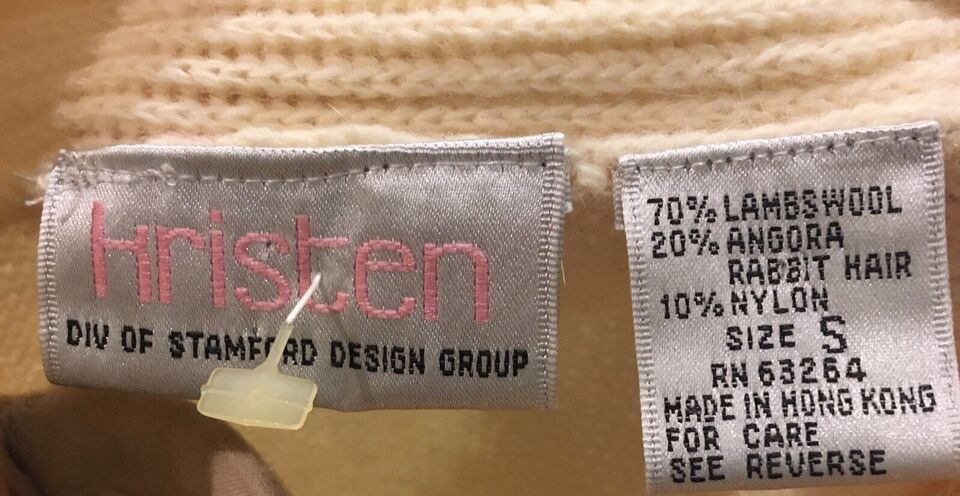 Kristen
DIV OF STAMFORD DESIGN GROUP
70% LAMBSWOOL
20% ANGORA
RABBIT HAIR
10% NYLON
SIZE S
RN 63264
MADE IN HONG KONG
FOR CARE
SEE REVERSE